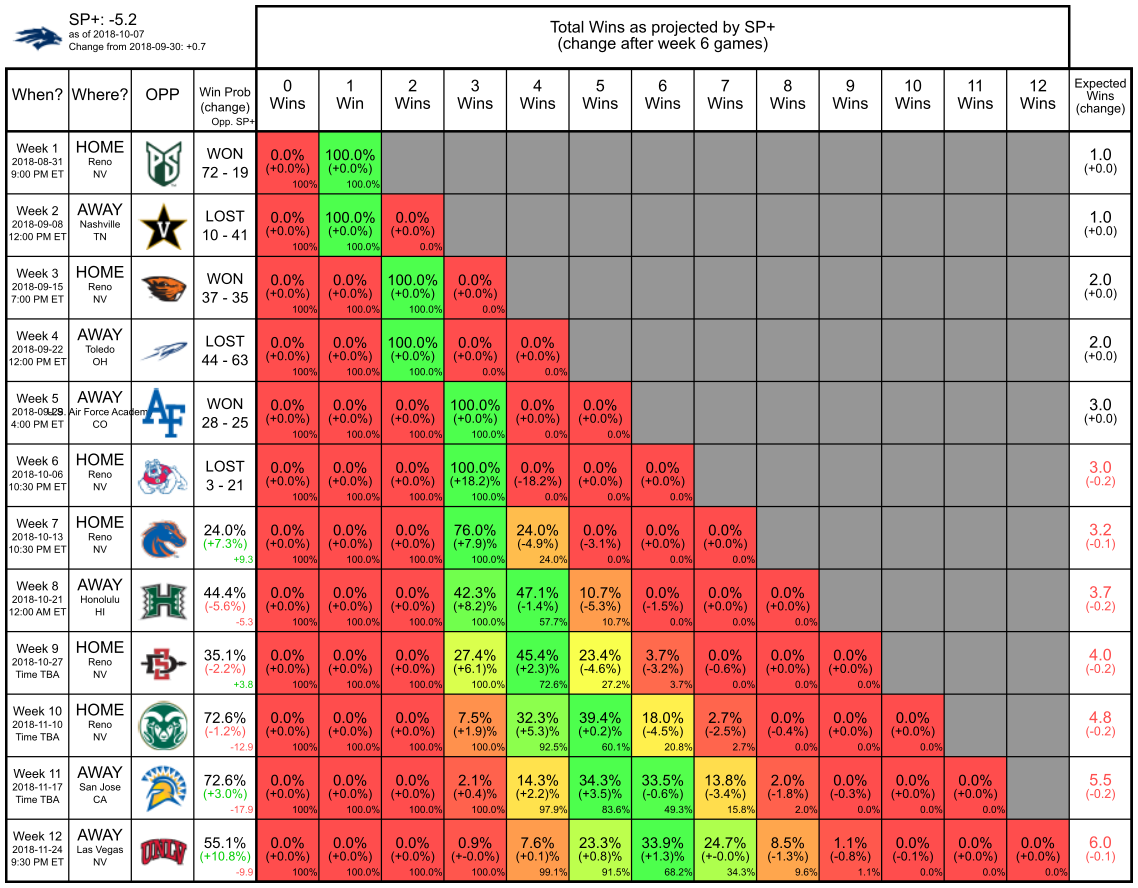 SP+: -5.2
as of 2018-10-07
Change from 2018-09-30: +0.7
Total Wins as projected by SP+
(change after week 6 games)
When? Where? OPP Win Prob (change) Opp. SP+ 0 Wins 1 Win 2 Wins 3 Wins 4 Wins 5 Wins 6 Wins 7 Wins 8 Wins 9 Wins 10 Wins 11 Wins 12 Wins Expected Wins (change)
Week 1 HOME PS WON 0.0% 100.0% 1.0
2018-08-31 Reno 72 - 19 (+0.0%) (+0.0%) (+0.0)
9:00 PM ET NV 100% 100.0%
Week 2 AWAY V LOST 0.0% 100.0% 0.0% 1.0
2018-09-08 Nashville 10 - 41 (+0.0%) (+0.0%) (+0.0%) (+0.0)
12:00 PM ET TN 100% 100.0% 0.0%
Week 3 HOME WON 0.0% 0.0% 100.0% 0.0% 2.0
2018-09-15 Reno 37 - 35 (+0.0%) (+0.0%) (+0.0%) (+0.0%) (+0.0)
7:00 PM ET NV 100% 100.0% 100.0% 0.0%
Week 4 AWAY LOST 0.0% 0.0% 100.0% 0.0% 0.0% 2.0
2018-09-22 Toledo 44 - 63 (+0.0%) (+0.0%) (+0.0%) (+0.0%) (+0.0%) (+0.0)
12:00 PM ET OH 100% 100.0% 100.0% 0.0% 0.0%
Week 5 AWAY AF WON 0.0% 0.0% 0.0% 100.0% 0.0% 0.0% 3.0
2018-09-29 U.S. Air Force Academy 28 - 25 (+0.0%) (+0.0%) (+0.0%) (+0.0%) (+0.0%) (+0.0%) (+0.0)
4:00 PM ET CO 100% 100.0% 100.0% 100.0% 0.0% 0.0%
Week 6 HOME LOST 0.0% 0.0% 0.0% 100.0% 0.0% 0.0% 0.0% 3.0
2018-10-06 Reno 3 - 21 (+0.0%) (+0.0%) (+0.0%) (+18.2)% (-18.2%) (+0.0%) (+0.0%) (-0.2)
10:30 PM ET NV 100% 100.0% 100.0% 100.0% 0.0% 0.0% 0.0%
Week 7 HOME 24.0% 0.0% 0.0% 0.0% 76.0% 24.0% 0.0% 0.0% 0.0% 3.2
2018-10-13 Reno (+7.3%) (+0.0%) (+0.0%) (+0.0%) (+7.9)% (-4.9%) (-3.1%) (+0.0%) (+0.0%) (-0.1)
10:30 PM ET NV +9.3 100% 100.0% 100.0% 100.0% 24.0% 0.0% 0.0% 0.0%
Week 8 AWAY H 44.4% 0.0% 0.0% 0.0% 42.3% 47.1% 10.7% 0.0% 0.0% 0.0% 3.7
2018-10-21 Honolulu (-5.6%) (+0.0%) (+0.0%) (+0.0%) (+8.2)% (-1.4%) (-5.3%) (-1.5%) (+0.0%) (+0.0%) (-0.2)
12:00 AM ET HI -5.3 100% 100.0% 100.0% 100.0% 57.7% 10.7% 0.0% 0.0% 0.0%
Week 9 HOME SD 35.1% 0.0% 0.0% 0.0% 27.4% 45.4% 23.4% 3.7% 0.0% 0.0% 0.0% 4.0
2018-10-27 Reno (-2.2%) (+0.0%) (+0.0%) (+0.0%) (+6.1)% (+2.3)% (-4.6%) (-3.2%) (-0.6%) (+0.0%) (+0.0%) (-0.2)
Time TBA NV +3.8 100% 100.0% 100.0% 100.0% 72.6% 27.2% 3.7% 0.0% 0.0% 0.0%
Week 10 HOME 72.6% 0.0% 0.0% 0.0% 7.5% 32.3% 39.4% 18.0% 2.7% 0.0% 0.0% 0.0% 4.8
2018-11-10 Reno (-1.2%) (+0.0%) (+0.0%) (+0.0%) (+1.9)% (+5.3)% (+0.2)% (-4.5%) (-2.5%) (-0.4%) (+0.0%) (+0.0%) (-0.2)
Time TBA NV -12.9 100% 100.0% 100.0% 100.0% 92.5% 60.1% 20.8% 2.7% 0.0% 0.0% 0.0%
Week 11 AWAY 72.6% 0.0% 0.0% 0.0% 2.1% 14.3% 34.3% 33.5% 13.8% 2.0% 0.0% 0.0% 0.0% 5.5
2018-11-17 San Jose (+3.0%) (+0.0%) (+0.0%) (+0.0%) (+0.4)% (+2.2)% (+3.5)% (-0.6%) (-3.4%) (-1.8%) (-0.3%) (+0.0%) (+0.0%) (-0.2)
Time TBA CA -17.9 100% 100.0% 100.0% 100.0% 97.9% 83.6% 49.3% 15.8% 2.0% 0.0% 0.0% 0.0%
Week 12 AWAY UNLV 55.1% 0.0% 0.0% 0.0% 0.9% 7.6% 23.3% 33.9% 24.7% 8.5% 1.1% 0.0% 0.0% 0.0% 6.0
2018-11-24 Las Vegas (+10.8%) (+0.0%) (+0.0%) (+0.0%) (+-0.0)% (+0.1)% (+0.8)% (+1.3)% (+-0.0)% (-1.3%) (-0.8%) (-0.1%) (+0.0%) (+0.0%) (-0.1)
9:30 PM ET NV -9.9 100% 100.0% 100.0% 100.0% 99.1% 91.5% 68.2% 34.3% 9.6% 1.1% 0.0% 0.0% 0.0%